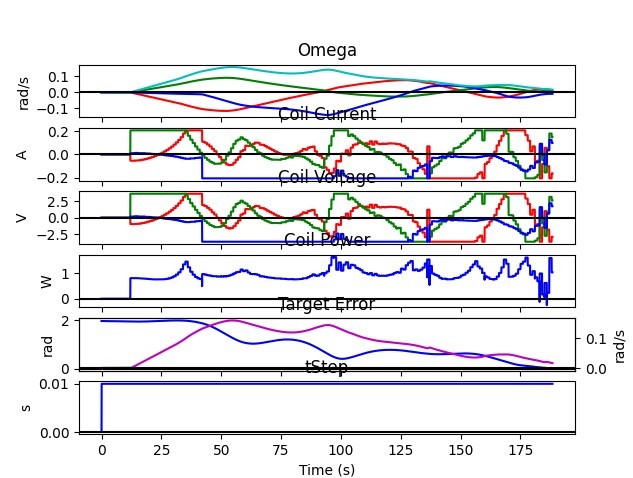 Omega
0.1
0.0
−0.1
rad/s
Coil Current
0.2
0.0
−0.2
A
Coil Voltage
2.5
0.0
−2.5
V
Coil Power
1
0
W
Target Error
2
0
rad
0.1
0.0
rad/s
tStep
0.01
0.00
s
0 25 50 75 100 125 150 175
Time (s)